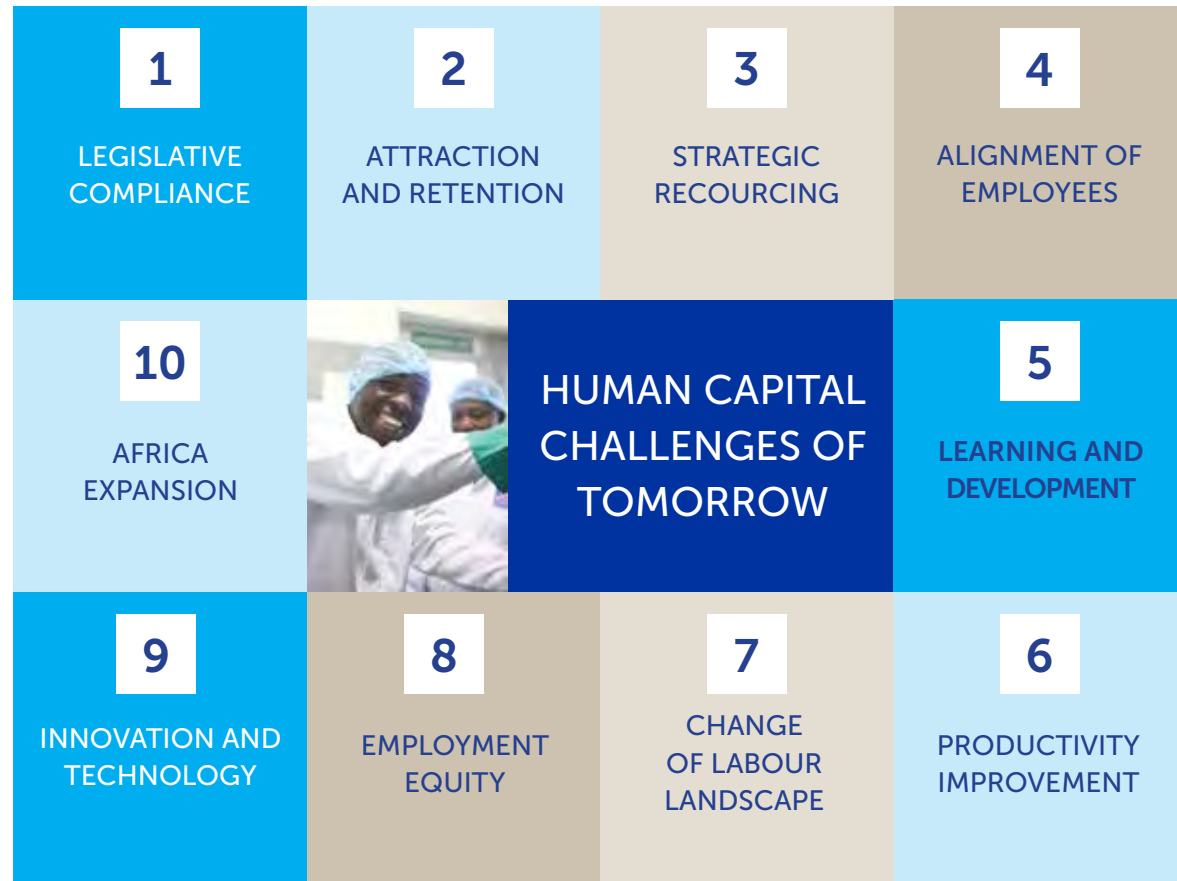 1
LEGISLATIVE
COMPLIANCE
2
ATTRACTION
AND RETENTION
3
STRATEGIC
RECOURCING
4
ALIGNMENT OF
EMPLOYEES
10
AFRICA
EXPANSION
HUMAN CAPITAL
CHALLENGES OF
TOMORROW
5
LEARNING AND
DEVELOPMENT
9
INNOVATION AND
TECHNOLOGY
8
EMPLOYMENT
EQUITY
7
CHANGE
OF LABOUR
LANDSCAPE
6
PRODUCTIVITY
IMPROVEMENT